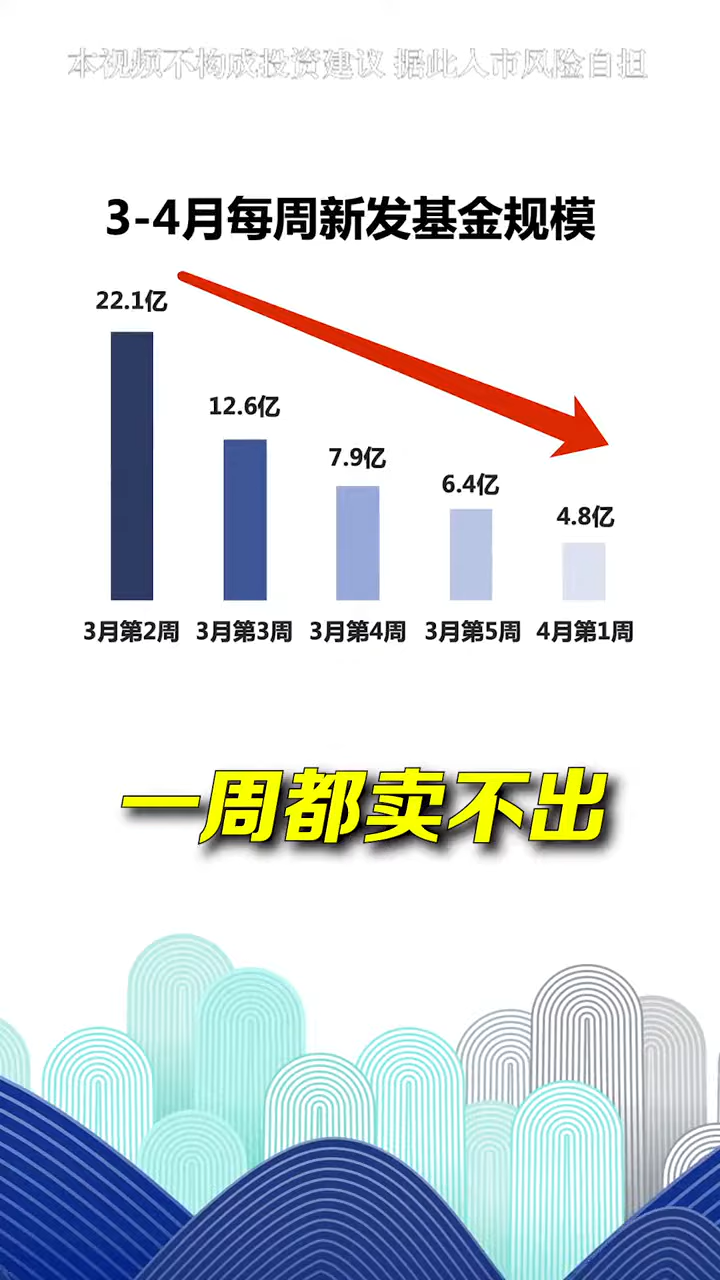 本视频不构成投资建议 据此入市风险自担
3-4月每周新发基金规模
22.1亿
12.6亿
7.9亿
6.4亿
4.8亿
3月第2周 3月第3周 3月第4周 3月第5周 4月第1周
一周都卖不出